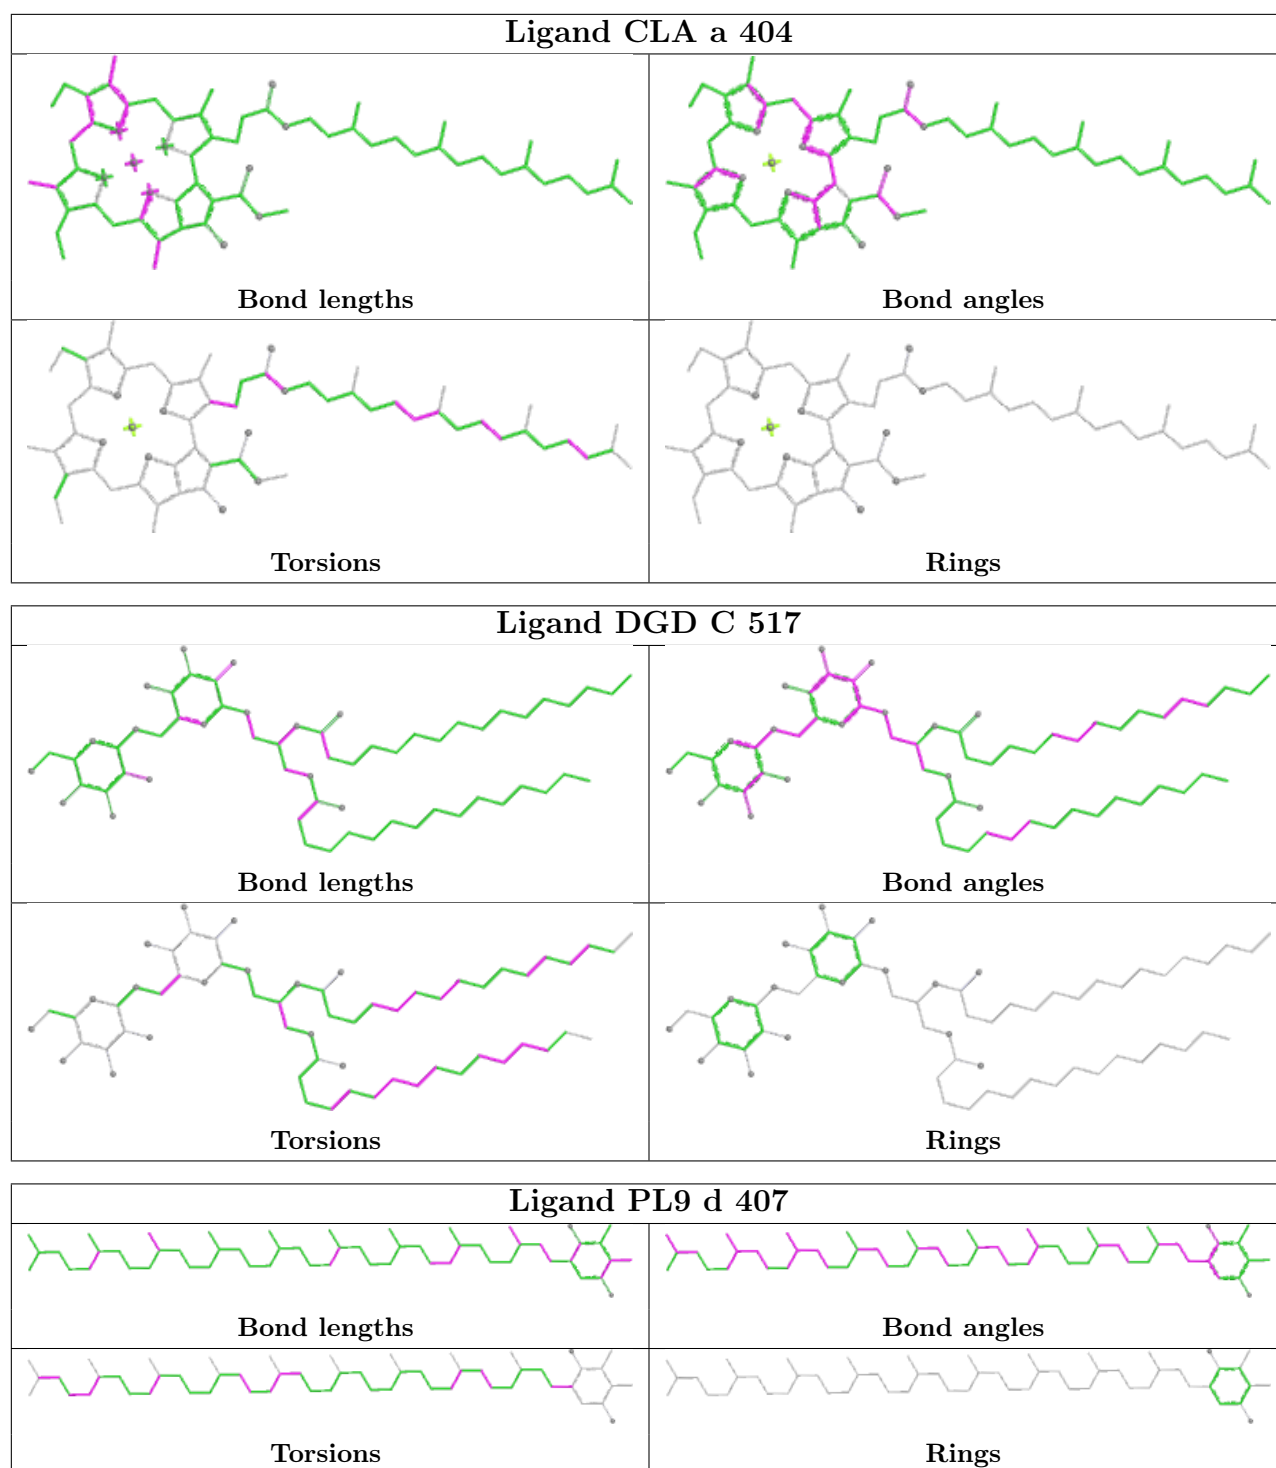 Ligand CLA a 404
Bond lengths
Bond angles
Torsions
Rings
Ligand DGD C 517
Bond lengths
Bond angles
Torsions
Rings
Ligand PL9 d 407
Bond lengths
Bond angles
Torsions
Rings